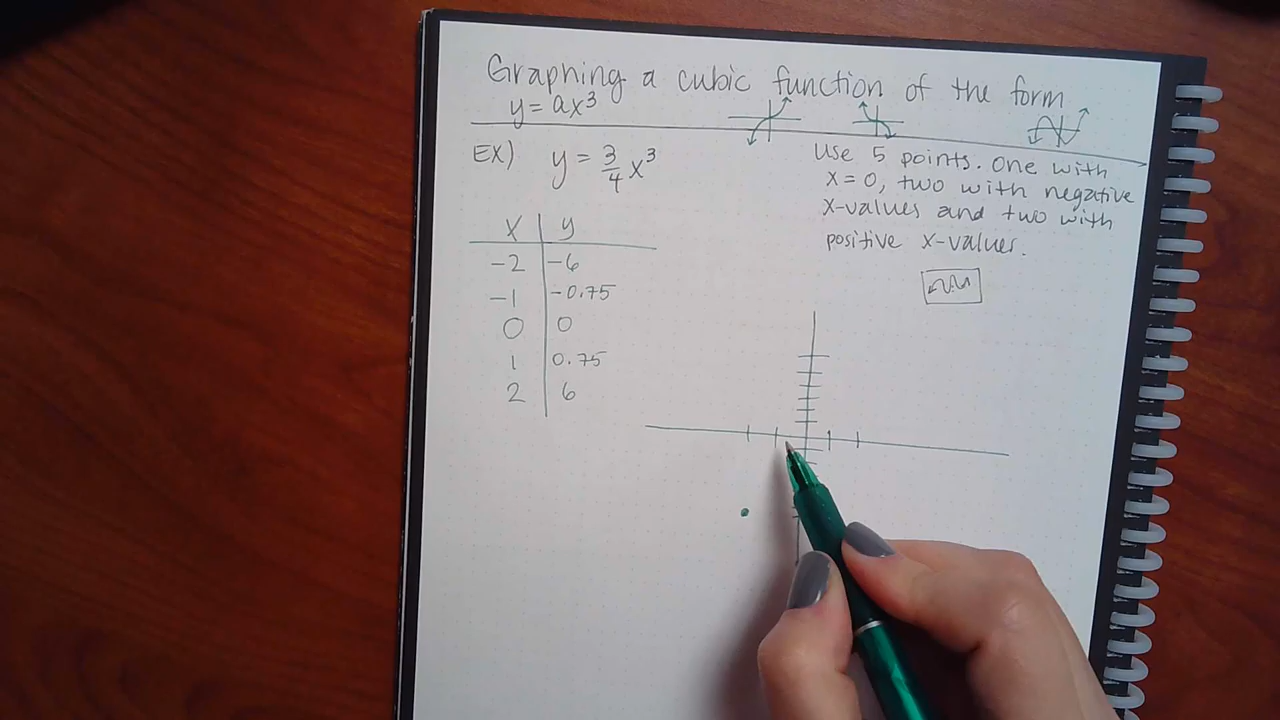 Graphing a cubic function of the form
y = ax³
EX) y = 3/4 x³
Use 5 points. One with
x = 0, two with negative
x-values and two with
positive x-values.
x y
-2 -6
-1 -0.75
0 0
1 0.75
2 6